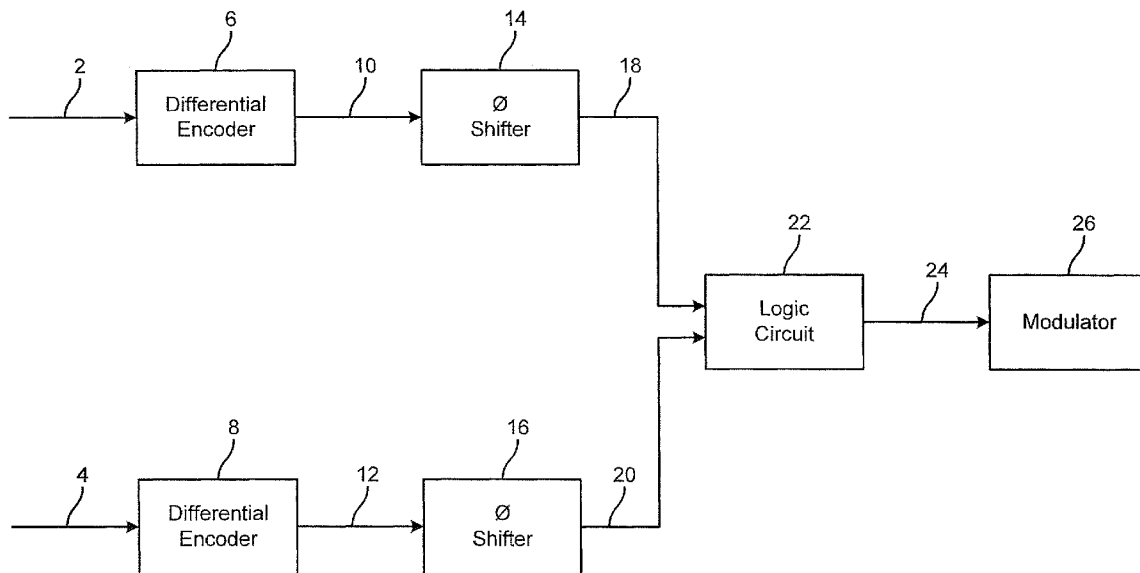 6
14
2
10
18
Differential
Encoder
Ø
Shifter
22
26
24
Logic
Circuit
Modulator
8
16
4
12
20
Differential
Encoder
Ø
Shifter